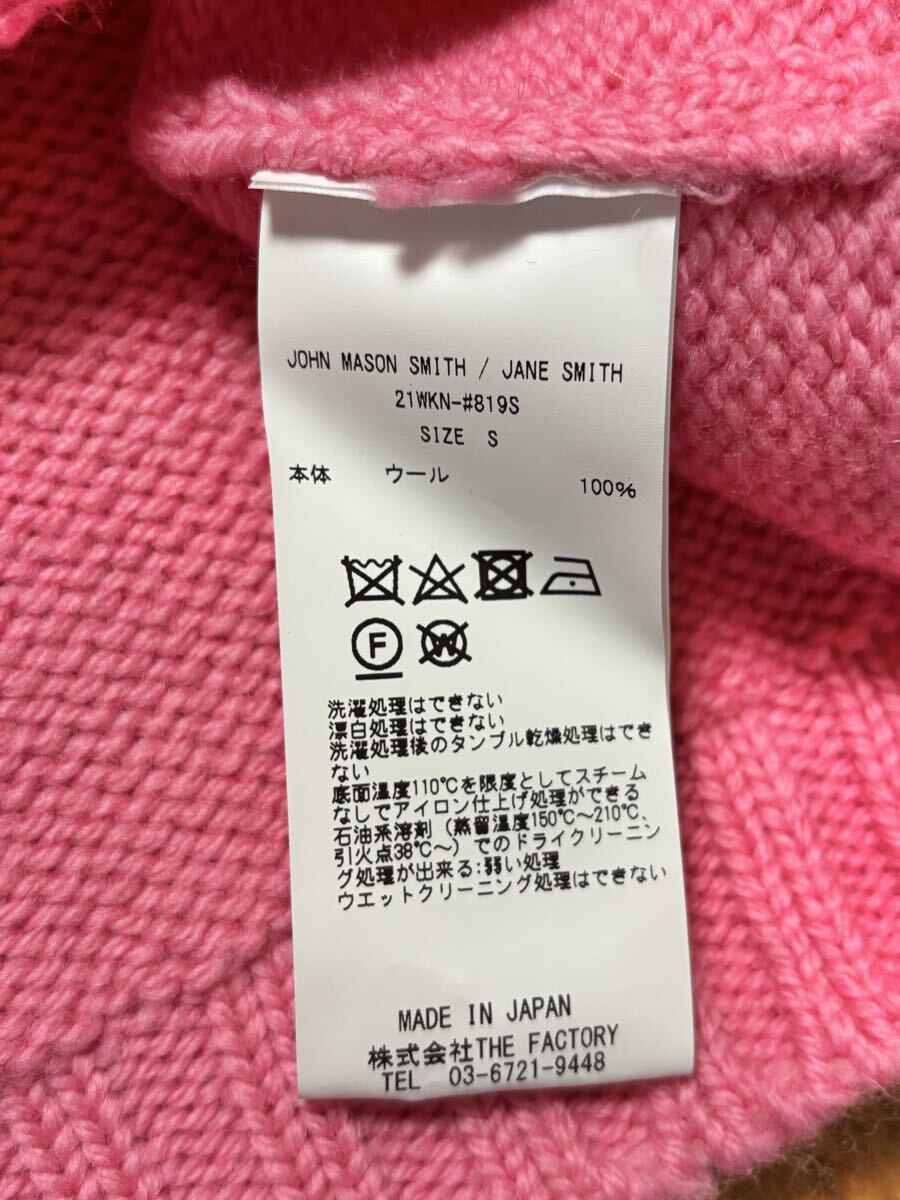 JOHN MASON SMITH / JANE SMITH
21WKN-#819S
SIZE S
本体 ウール 100%
F W
洗濯処理はできない
漂白処理はできない
洗濯処理後のタンブル乾燥処理はでき
ない
底面温度110℃を限度としてスチーム
なしでアイロン仕上げ処理ができる
石油系溶剤（蒸留温度150℃〜210℃、
引火点38℃〜）でのドライクリーニン
グ処理が出来る:弱い処理
ウエットクリーニング処理はできない
MADE IN JAPAN
株式会社THE FACTORY
TEL 03-6721-9448